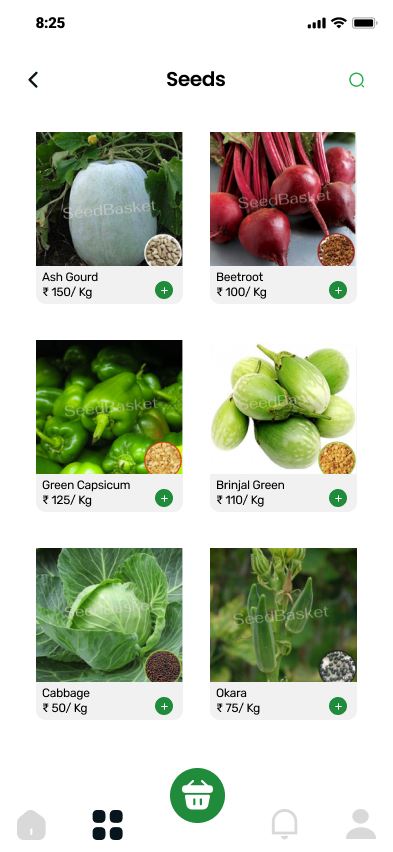 8:25
Seeds
SeedBasket
SeedBasket
Ash Gourd
₹ 150/ Kg
Beetroot
₹ 100/ Kg
SeedBasket
SeedBasket
Green Capsicum
₹ 125/ Kg
Brinjal Green
₹ 110/ Kg
SeedBasket
SeedBasket
Cabbage
₹ 50/ Kg
Okara
₹ 75/ Kg